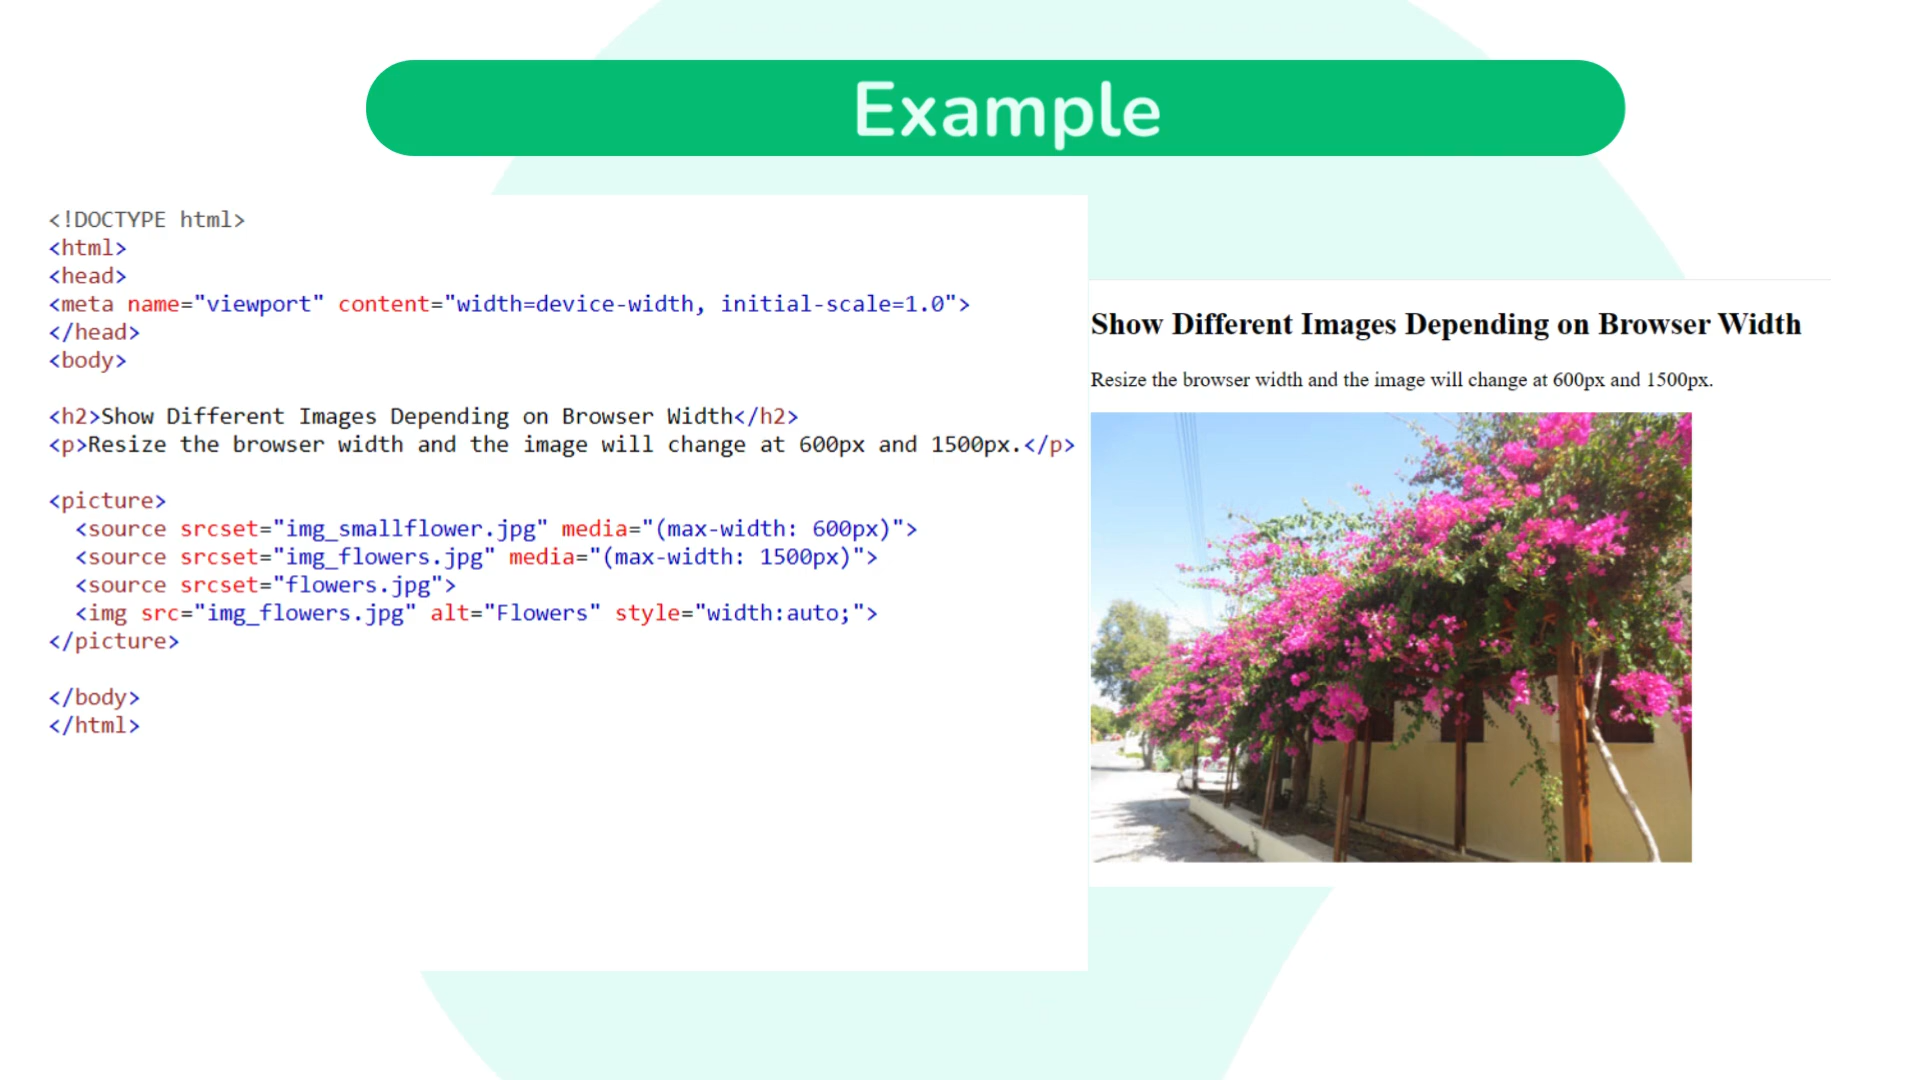 Example
<!DOCTYPE html>
<html>
<head>
<meta name="viewport" content="width=device-width, initial-scale=1.0">
</head>
<body>
<h2>Show Different Images Depending on Browser Width</h2>
<p>Resize the browser width and the image will change at 600px and 1500px.</p>
<picture>
<source srcset="img_smallflower.jpg" media="(max-width: 600px)">
<source srcset="img_flowers.jpg" media="(max-width: 1500px)">
<source srcset="flowers.jpg">
<img src="img_flowers.jpg" alt="Flowers" style="width:auto;">
</picture>
</body>
</html>
Show Different Images Depending on Browser Width
Resize the browser width and the image will change at 600px and 1500px.